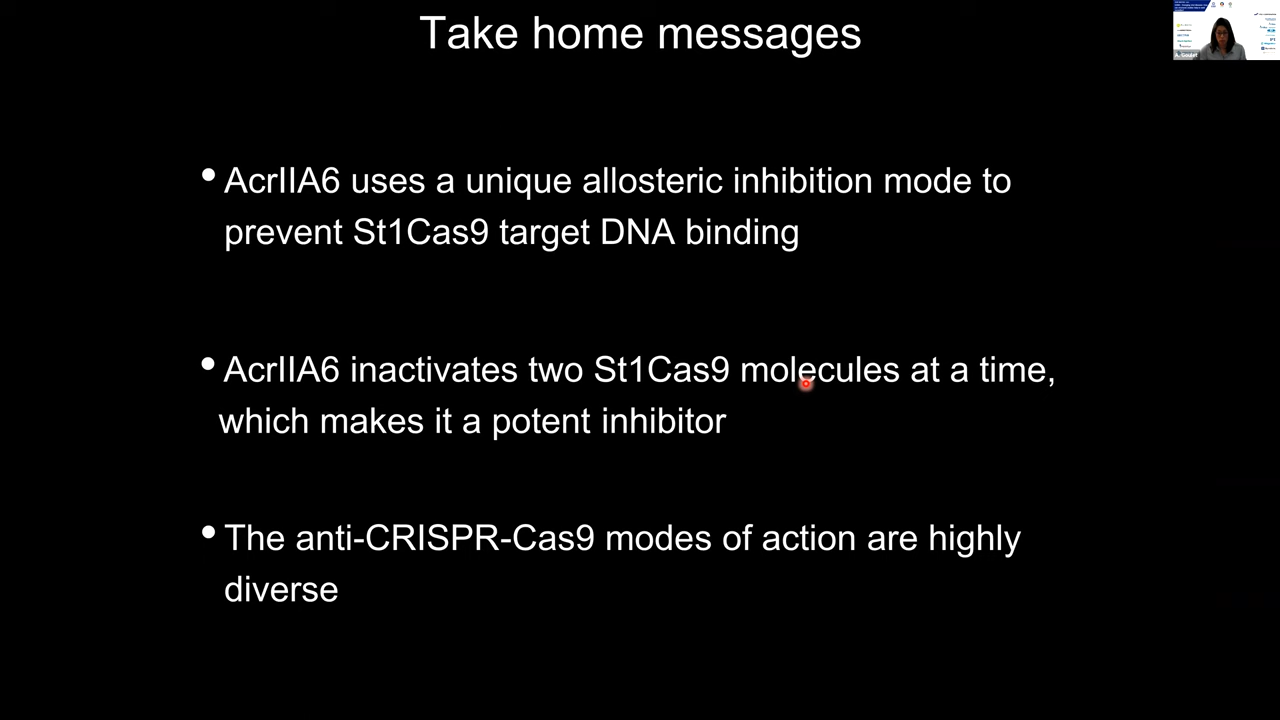 Take home messages
• AcrIIA6 uses a unique allosteric inhibition mode to
prevent St1Cas9 target DNA binding
• AcrIIA6 inactivates two St1Cas9 molecules at a time,
which makes it a potent inhibitor
• The anti-CRISPR-Cas9 modes of action are highly
diverse
A. Goulet